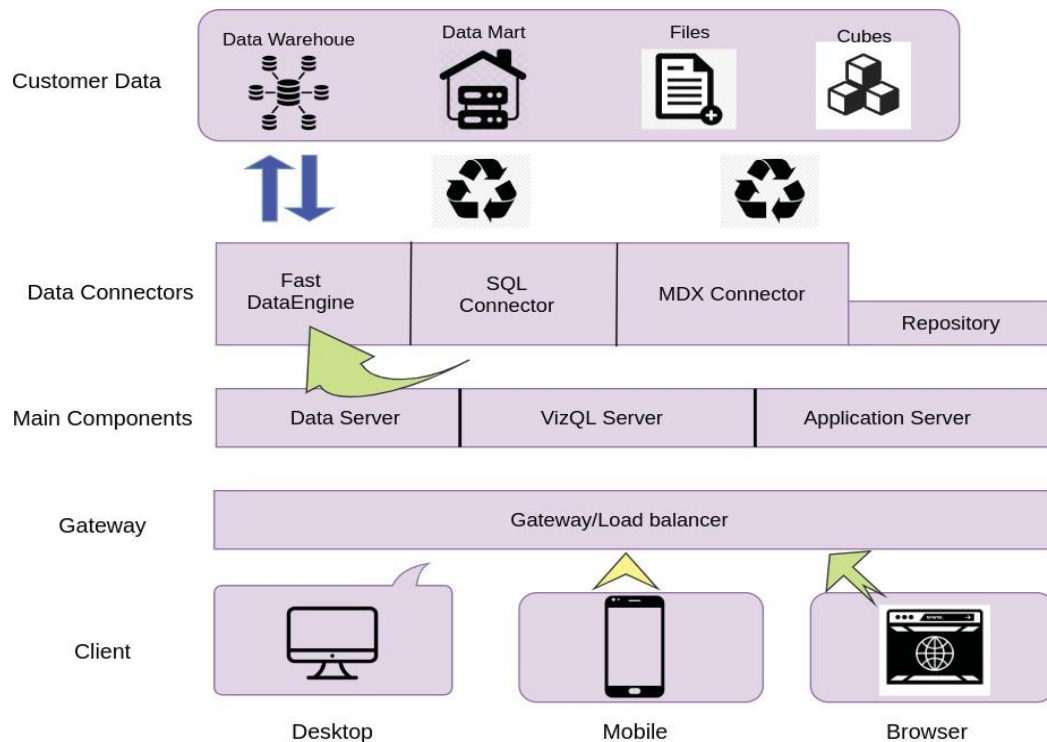 Customer Data
Data Warehoue
Data Mart
Files
Cubes
Data Connectors
Fast
DataEngine
SQL
Connector
MDX Connector
Repository
Main Components
Data Server
VizQL Server
Application Server
Gateway
Gateway/Load balancer
Client
www.
Desktop
Mobile
Browser